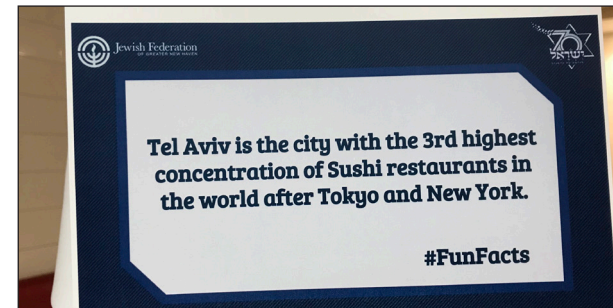 Jewish Federation
OF GREATER NEW HAVEN
70
ישראל
Tel Aviv is the city with the 3rd highest
concentration of Sushi restaurants in
the world after Tokyo and New York.
#FunFacts